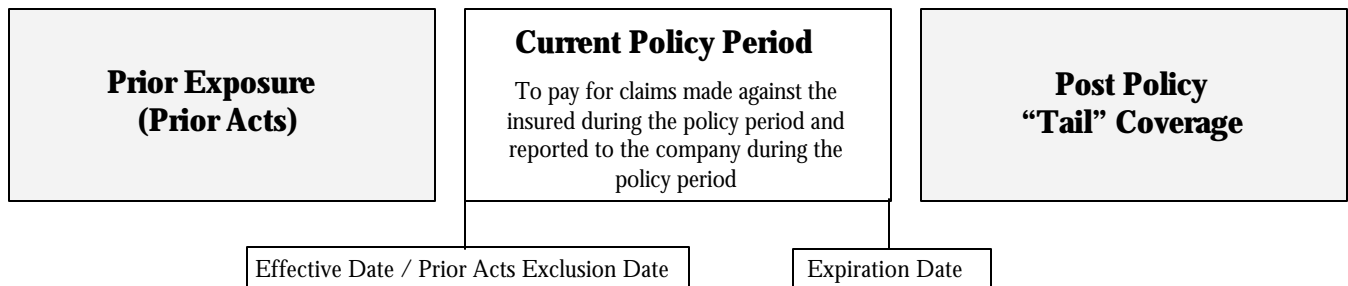 Prior Exposure
(Prior Acts)
Current Policy Period
To pay for claims made against the
insured during the policy period and
reported to the company during the
policy period
Post Policy
“Tail” Coverage
Effective Date / Prior Acts Exclusion Date
Expiration Date